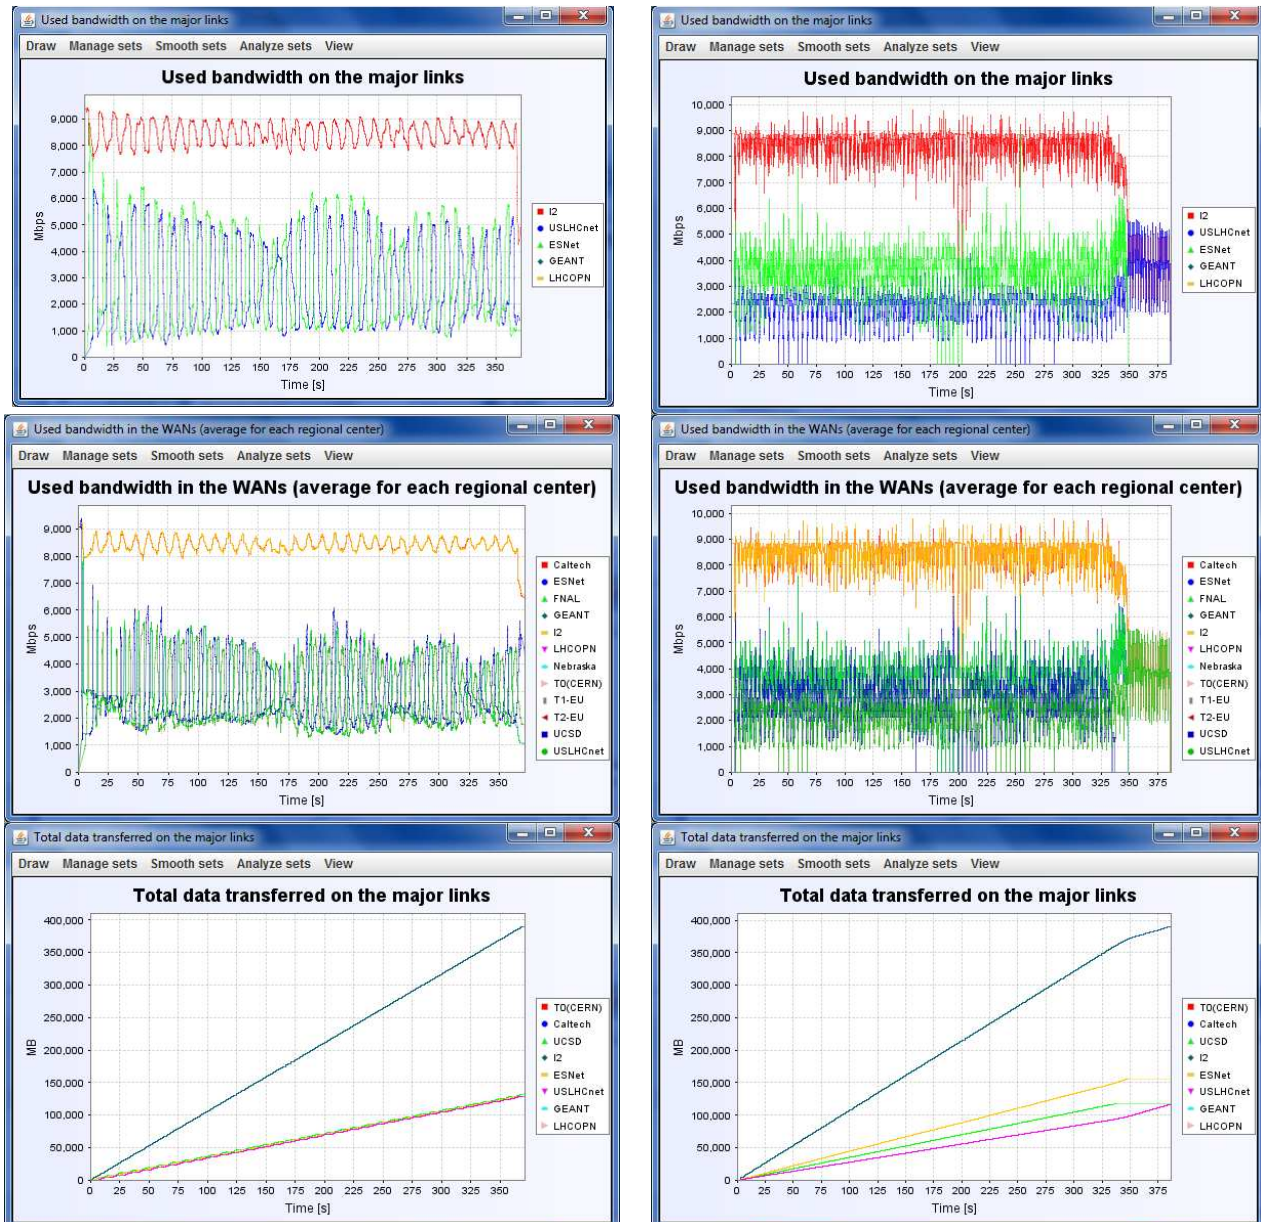 Used bandwidth on the major links
Draw Manage sets Smooth sets Analyze sets View
Used bandwidth on the major links
9,000
8,000
7,000
6,000
5,000
4,000
3,000
2,000
1,000
0
Mbps
0 25 50 75 100 125 150 175 200 225 250 275 300 325 350
Time [s]
I2
USLHCnet
ESNet
GEANT
LHCOPN
Used bandwidth on the major links
Draw Manage sets Smooth sets Analyze sets View
Used bandwidth on the major links
10,000
9,000
8,000
7,000
6,000
5,000
4,000
3,000
2,000
1,000
0
Mbps
0 25 50 75 100 125 150 175 200 225 250 275 300 325 350 375
Time [s]
I2
USLHCnet
ESNet
GEANT
LHCOPN
Used bandwidth in the WANs (average for each regional center)
Draw Manage sets Smooth sets Analyze sets View
Used bandwidth in the WANs (average for each regional center)
9,000
8,000
7,000
6,000
5,000
4,000
3,000
2,000
1,000
0
Mbps
0 25 50 75 100 125 150 175 200 225 250 275 300 325 350
Time [s]
Caltech
ESNet
FNAL
GEANT
I2
LHCOPN
Nebraska
T0(CERN)
T1-EU
T2-EU
UCSD
USLHCnet
Used bandwidth in the WANs (average for each regional center)
Draw Manage sets Smooth sets Analyze sets View
Used bandwidth in the WANs (average for each regional center)
10,000
9,000
8,000
7,000
6,000
5,000
4,000
3,000
2,000
1,000
0
Mbps
0 25 50 75 100 125 150 175 200 225 250 275 300 325 350 375
Time [s]
Caltech
ESNet
FNAL
GEANT
I2
LHCOPN
Nebraska
T0(CERN)
T1-EU
T2-EU
UCSD
USLHCnet
Total data transferred on the major links
Draw Manage sets Smooth sets Analyze sets View
Total data transferred on the major links
400,000
350,000
300,000
250,000
200,000
150,000
100,000
50,000
0
MB
0 25 50 75 100 125 150 175 200 225 250 275 300 325 350
Time [s]
T0(CERN)
Caltech
UCSD
I2
ESNet
USLHCnet
GEANT
LHCOPN
Total data transferred on the major links
Draw Manage sets Smooth sets Analyze sets View
Total data transferred on the major links
400,000
350,000
300,000
250,000
200,000
150,000
100,000
50,000
0
MB
0 25 50 75 100 125 150 175 200 225 250 275 300 325 350 375
Time [s]
T0(CERN)
Caltech
UCSD
I2
ESNet
USLHCnet
GEANT
LHCOPN